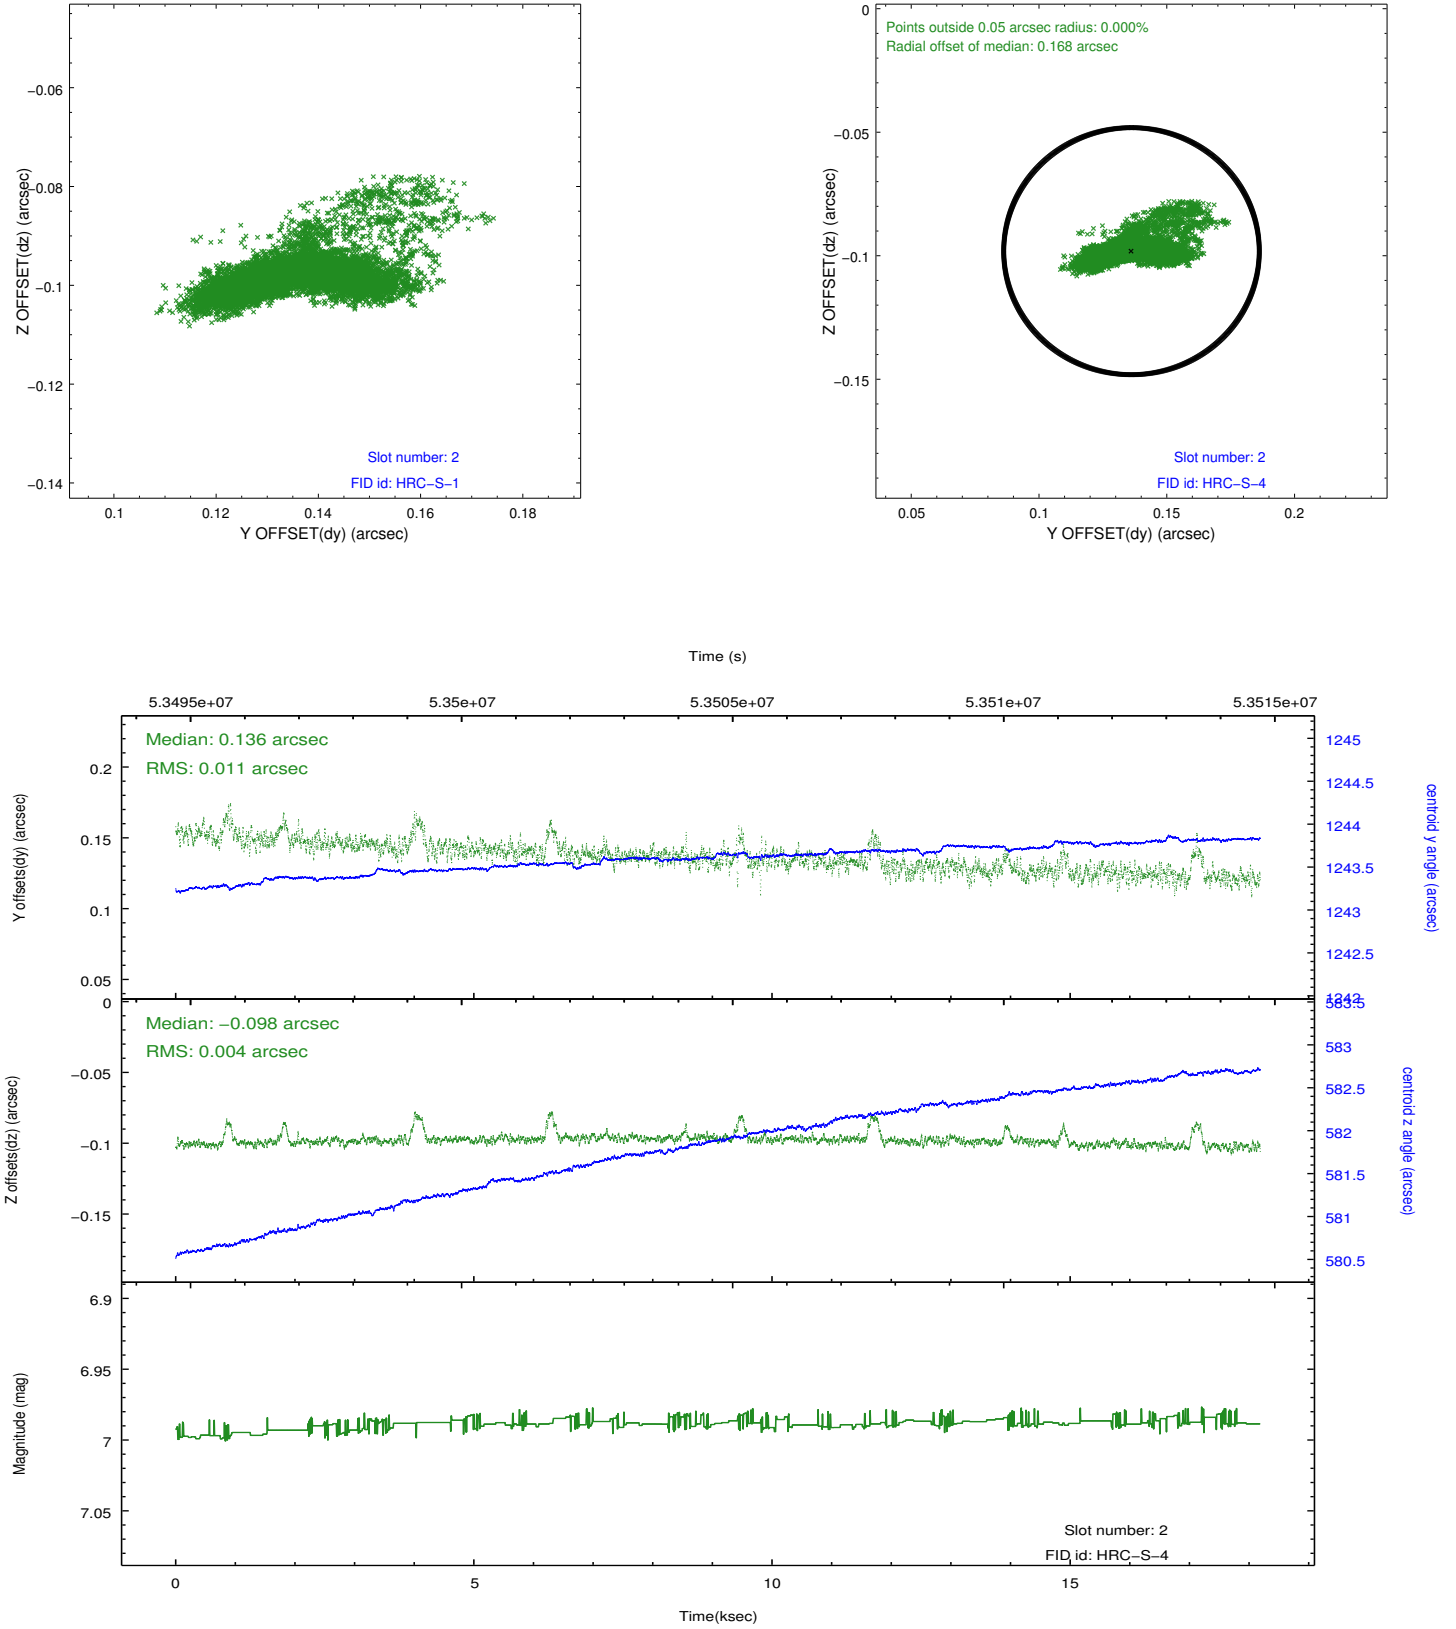 −0.06
−0.08
−0.1
−0.12
−0.14
Z OFFSET(dz) (arcsec)
Slot number: 2
FID id: HRC−S−1
0.1 0.12 0.14 0.16 0.18
Y OFFSET(dy) (arcsec)
Points outside 0.05 arcsec radius: 0.000%
Radial offset of median: 0.168 arcsec
0
−0.05
−0.1
−0.15
Z OFFSET(dz) (arcsec)
Slot number: 2
FID id: HRC−S−4
0.05 0.1 0.15 0.2
Y OFFSET(dy) (arcsec)
Time (s)
5.3495e+07 5.35e+07 5.3505e+07 5.351e+07 5.3515e+07
Median: 0.136 arcsec
RMS: 0.011 arcsec
0.2
0.15
0.1
0.05
Y offsets(dy) (arcsec)
1245
1244.5
1244
1243.5
1243
1242.5
1242
centroid y angle (arcsec)
Median: −0.098 arcsec
RMS: 0.004 arcsec
0
−0.05
−0.1
−0.15
Z offsets(dz) (arcsec)
583.5
583
582.5
582
581.5
581
580.5
centroid z angle (arcsec)
6.9
6.95
7
7.05
Magnitude (mag)
Slot number: 2
FID id: HRC−S−4
0 5 10 15
Time(ksec)